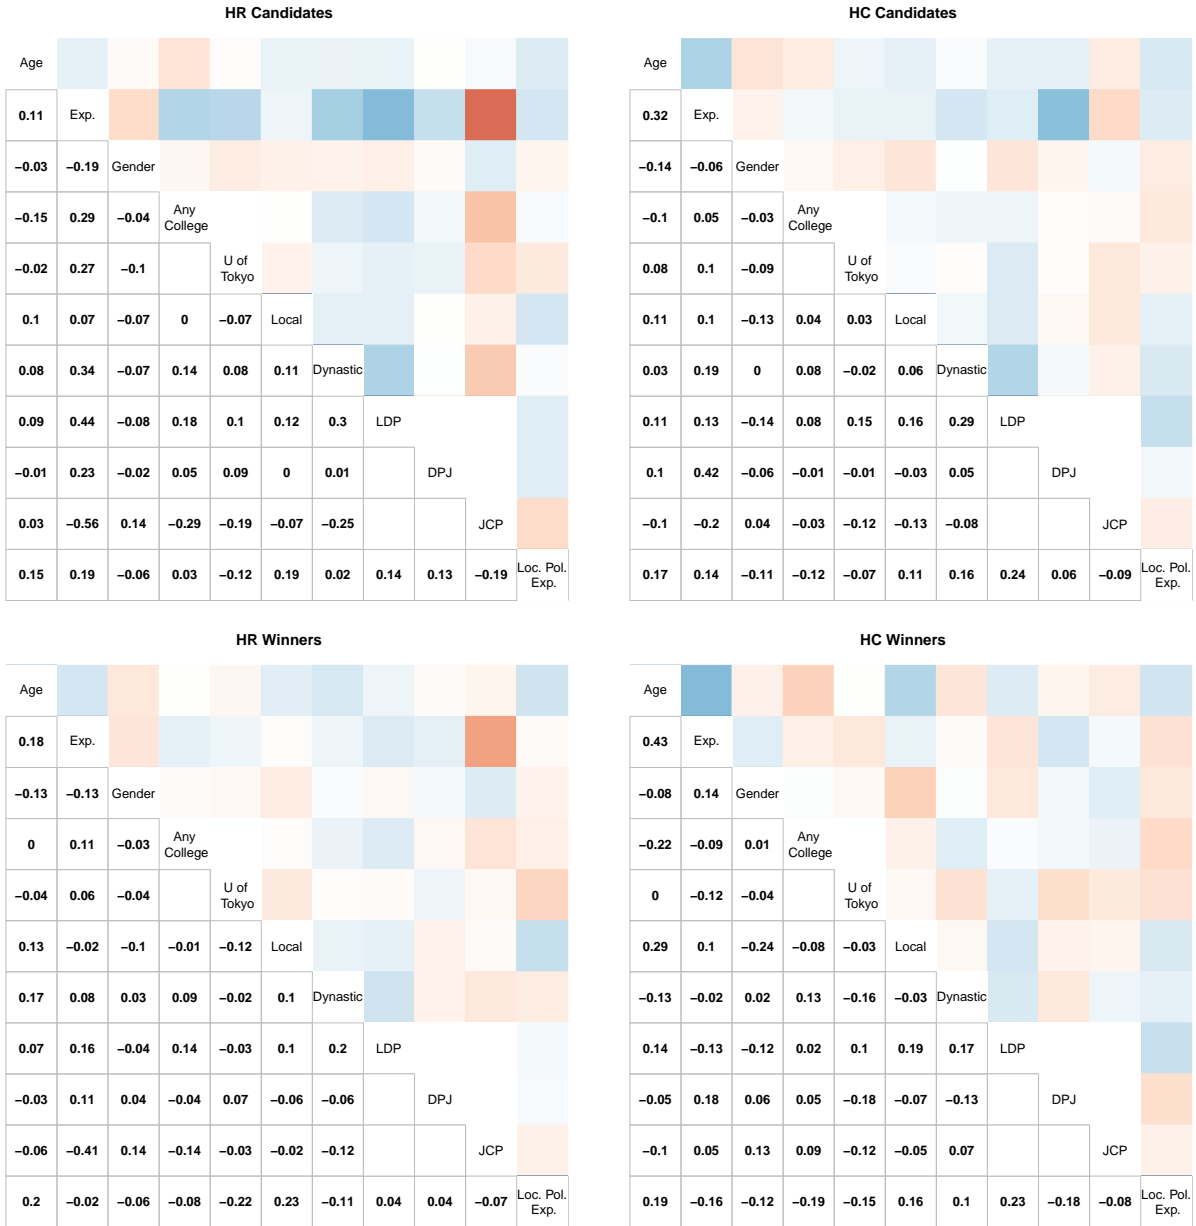 HR Candidates
Age
0.11 Exp.
−0.03 −0.19 Gender
−0.15 0.29 −0.04 Any College
−0.02 0.27 −0.1 U of Tokyo
0.1 0.07 −0.07 0 −0.07 Local
0.08 0.34 −0.07 0.14 0.08 0.11 Dynastic
0.09 0.44 −0.08 0.18 0.1 0.12 0.3 LDP
−0.01 0.23 −0.02 0.05 0.09 0 0.01 DPJ
0.03 −0.56 0.14 −0.29 −0.19 −0.07 −0.25 JCP
0.15 0.19 −0.06 0.03 −0.12 0.19 0.02 0.14 0.13 −0.19 Loc. Pol. Exp.
HC Candidates
Age
0.32 Exp.
−0.14 −0.06 Gender
−0.1 0.05 −0.03 Any College
0.08 0.1 −0.09 U of Tokyo
0.11 0.1 −0.13 0.04 0.03 Local
0.03 0.19 0 0.08 −0.02 0.06 Dynastic
0.11 0.13 −0.14 0.08 0.15 0.16 0.29 LDP
0.1 0.42 −0.06 −0.01 −0.01 −0.03 0.05 DPJ
−0.1 −0.2 0.04 −0.03 −0.12 −0.13 −0.08 JCP
0.17 0.14 −0.11 −0.12 −0.07 0.11 0.16 0.24 0.06 −0.09 Loc. Pol. Exp.
HR Winners
Age
0.18 Exp.
−0.13 −0.13 Gender
0 0.11 −0.03 Any College
−0.04 0.06 −0.04 U of Tokyo
0.13 −0.02 −0.1 −0.01 −0.12 Local
0.17 0.08 0.03 0.09 −0.02 0.1 Dynastic
0.07 0.16 −0.04 0.14 −0.03 0.1 0.2 LDP
−0.03 0.11 0.04 −0.04 0.07 −0.06 −0.06 DPJ
−0.06 −0.41 0.14 −0.14 −0.03 −0.02 −0.12 JCP
0.2 −0.02 −0.06 −0.08 −0.22 0.23 −0.11 0.04 0.04 −0.07 Loc. Pol. Exp.
HC Winners
Age
0.43 Exp.
−0.08 0.14 Gender
−0.22 −0.09 0.01 Any College
0 −0.12 −0.04 U of Tokyo
0.29 0.1 −0.24 −0.08 −0.03 Local
−0.13 −0.02 0.02 0.13 −0.16 −0.03 Dynastic
0.14 −0.13 −0.12 0.02 0.1 0.19 0.17 LDP
−0.05 0.18 0.06 0.05 −0.18 −0.07 −0.13 DPJ
−0.1 0.05 0.13 0.09 −0.12 −0.05 0.07 JCP
0.19 −0.16 −0.12 −0.19 −0.15 0.16 0.1 0.23 −0.18 −0.08 Loc. Pol. Exp.